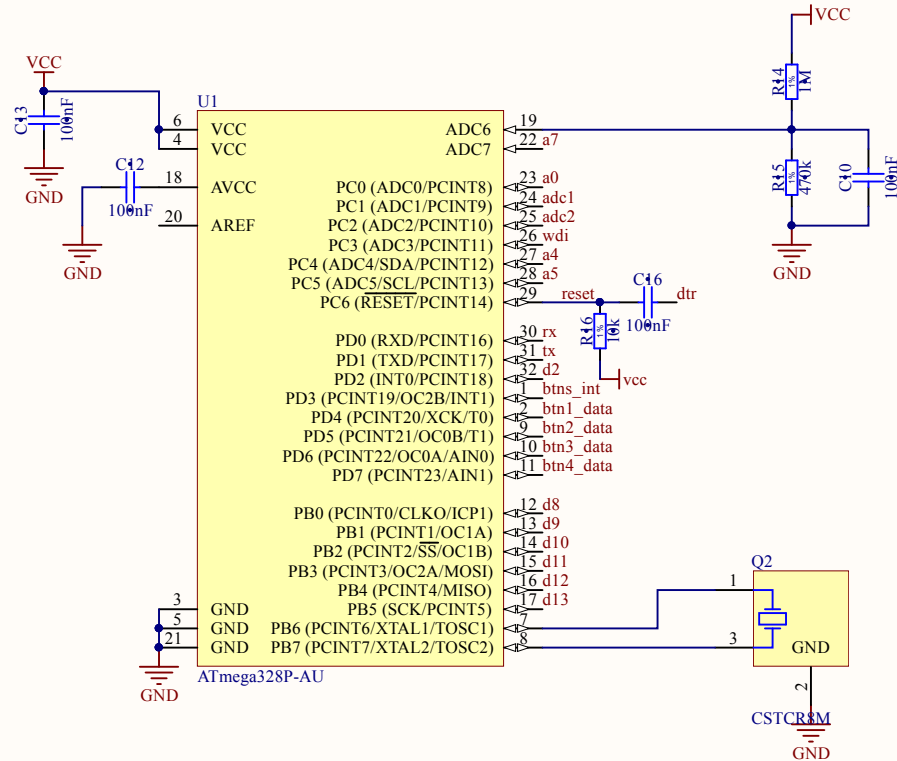 VCC
C13
100nF
GND
C12
100nF
GND
U1
6 VCC
4 VCC
18 AVCC
20 AREF
3 GND
5 GND
21 GND
GND
ATmega328P-AU
ADC6 19
ADC7 22 a7
PC0 (ADC0/PCINT8) 23 a0
PC1 (ADC1/PCINT9) 24 adc1
PC2 (ADC2/PCINT10) 25 adc2
PC3 (ADC3/PCINT11) 26 wdi
PC4 (ADC4/SDA/PCINT12) 27 a4
PC5 (ADC5/SCL/PCINT13) 28 a5
PC6 (RESET/PCINT14) 29
PD0 (RXD/PCINT16) 30 rx
PD1 (TXD/PCINT17) 31 tx
PD2 (INT0/PCINT18) 32 d2
PD3 (PCINT19/OC2B/INT1) 1 btns_int
PD4 (PCINT20/XCK/T0) 2 btn1_data
PD5 (PCINT21/OC0B/T1) 9 btn2_data
PD6 (PCINT22/OC0A/AIN0) 10 btn3_data
PD7 (PCINT23/AIN1) 11 btn4_data
PB0 (PCINT0/CLKO/ICP1) 12 d8
PB1 (PCINT1/OC1A) 13 d9
PB2 (PCINT2/SS/OC1B) 14 d10
PB3 (PCINT3/OC2A/MOSI) 15 d11
PB4 (PCINT4/MISO) 16 d12
PB5 (SCK/PCINT5) 17 d13
PB6 (PCINT6/XTAL1/TOSC1) 7
PB7 (PCINT7/XTAL2/TOSC2) 8
VCC
R14
1%
1M
R15
1%
470k
C10
100nF
GND
reset
C16
100nF
dtr
R16
1%
10k
vcc
Q2
1
3
GND
2
CSTCR8M
GND